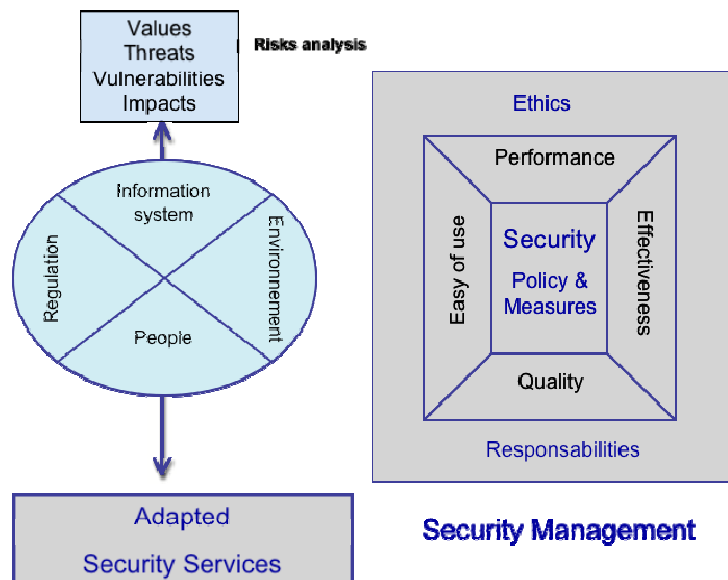 Values
Threats
Vulnerabilities
Impacts
Risks analysis
Information
system
Regulation
Environnement
People
Adapted
Security Services
Ethics
Performance
Easy of use
Security
Policy &
Measures
Effectiveness
Quality
Responsabilities
Security Management